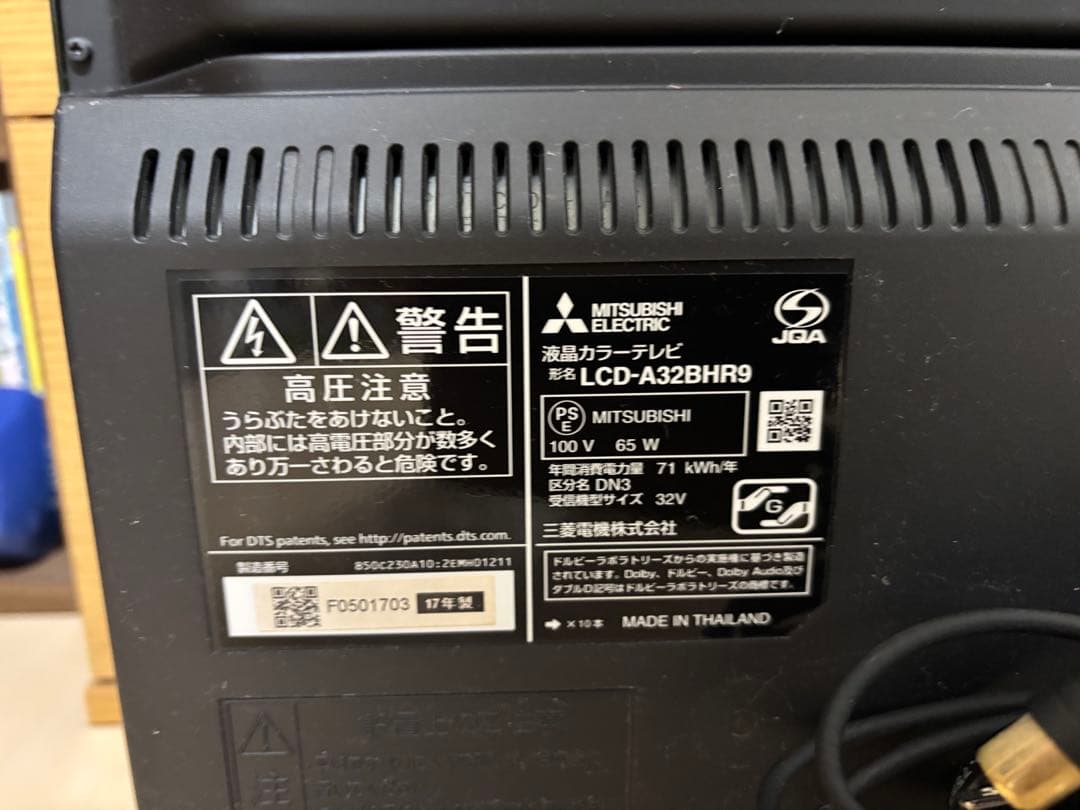 警告
高圧注意
うらぶたをあけないこと。
内部には高電圧部分が数多く
あり万一さわると危険です。
For DTS patents, see http://patents.dts.com.
製造番号 850C230A10:2EMH01211
F0501703 17年製
MITSUBISHI
ELECTRIC
JQA
液晶カラーテレビ
形名 LCD-A32BHR9
PS
E
MITSUBISHI
100 V 65 W
年間消費電力量 71 kWh/年
区分名 DN3
受信機型サイズ 32V
G
三菱電機株式会社
ドルビーラボラトリーズからの実施権に基づき製造
されています。Dolby、ドルビー、Dolby Audio及び
ダブルD記号はドルビーラボラトリーズの商標です。
×10本 MADE IN THAILAND
注